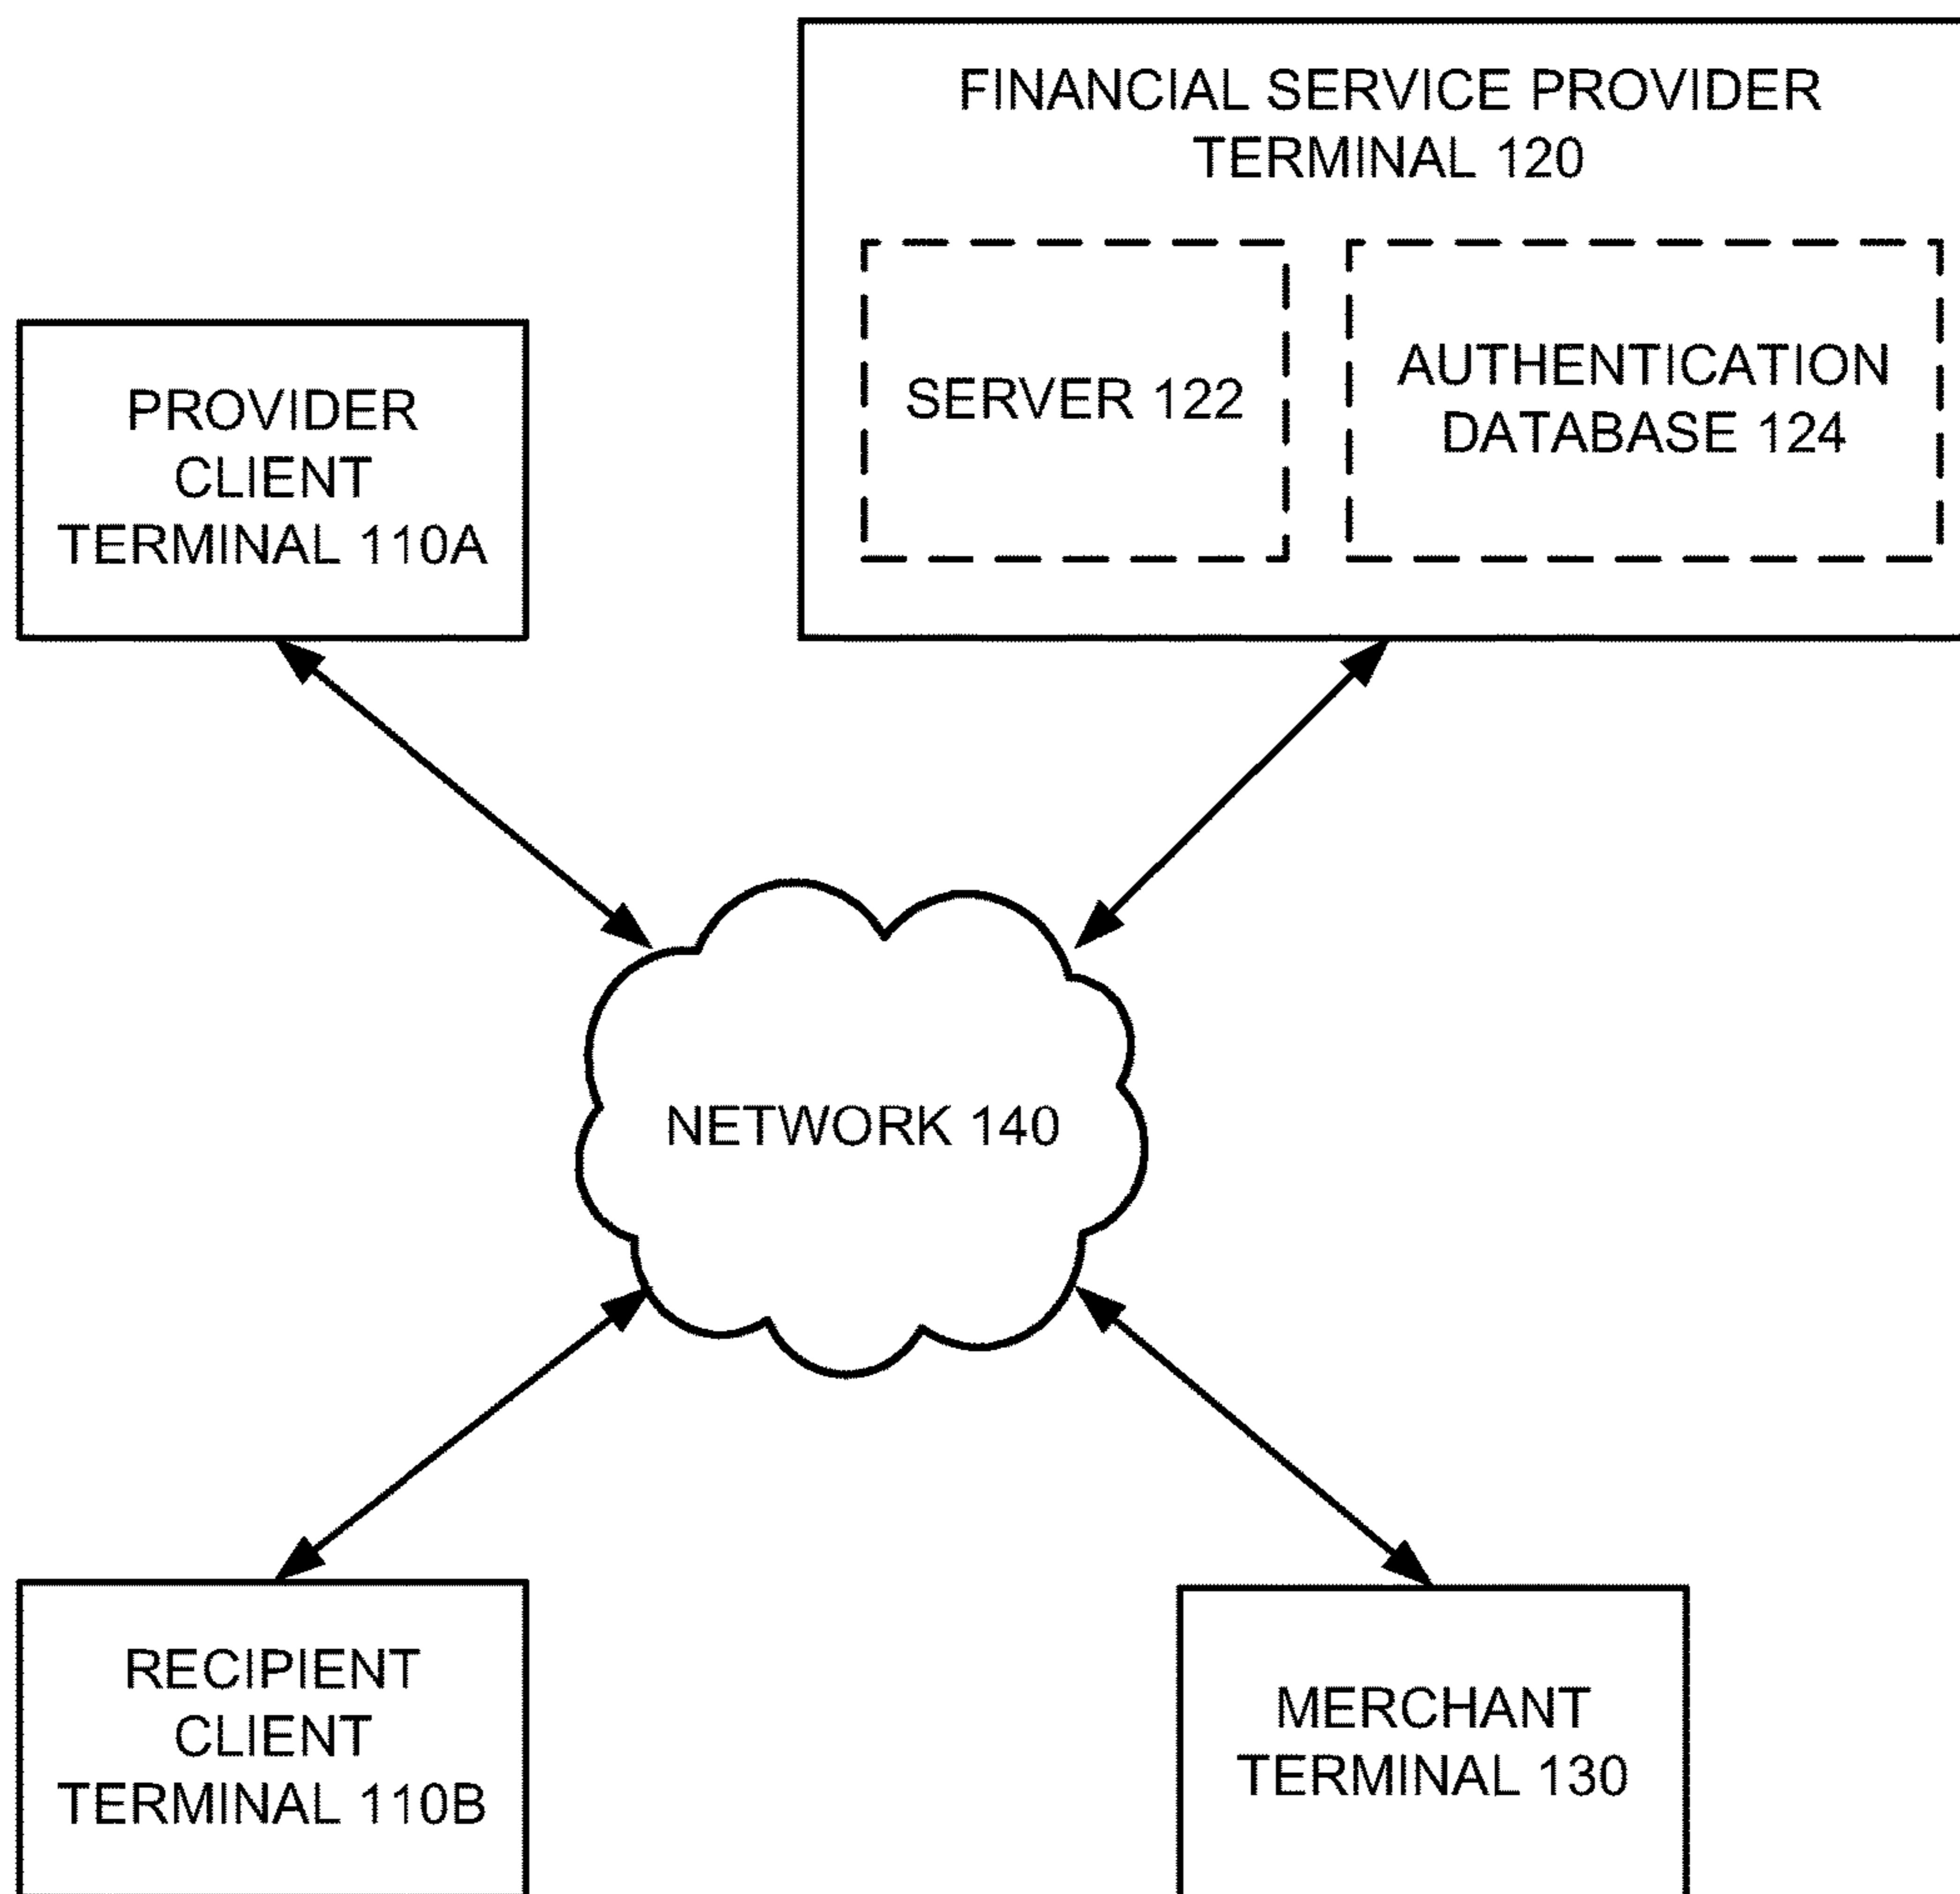 FINANCIAL SERVICE PROVIDER
TERMINAL 120
SERVER 122
AUTHENTICATION
DATABASE 124
PROVIDER
CLIENT
TERMINAL 110A
NETWORK 140
RECIPIENT
CLIENT
TERMINAL 110B
MERCHANT
TERMINAL 130